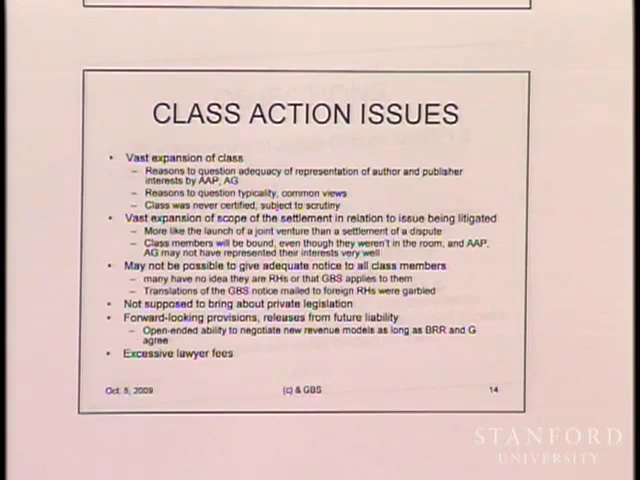 CLASS ACTION ISSUES
• Vast expansion of class
– Reasons to question adequacy of representation of author and publisher
interests by AAP, AG
– Reasons to question typicality, common views
– Class was never certified, subject to scrutiny
• Vast expansion of scope of the settlement in relation to issue being litigated
– More like the launch of a joint venture than a settlement of a dispute
– Class members will be bound, even though they weren't in the room, and AAP,
AG may not have represented their interests very well
• May not be possible to give adequate notice to all class members
– many have no idea they are RHs or that GBS applies to them
– Translations of the GBS notice mailed to foreign RHs were garbled
• Not supposed to bring about private legislation
• Forward-looking provisions, releases from future liability
– Open-ended ability to negotiate new revenue models as long as BRR and G
agree
• Excessive lawyer fees
Oct. 5, 2009 (c) & GBS 14
STANFORD
UNIVERSITY